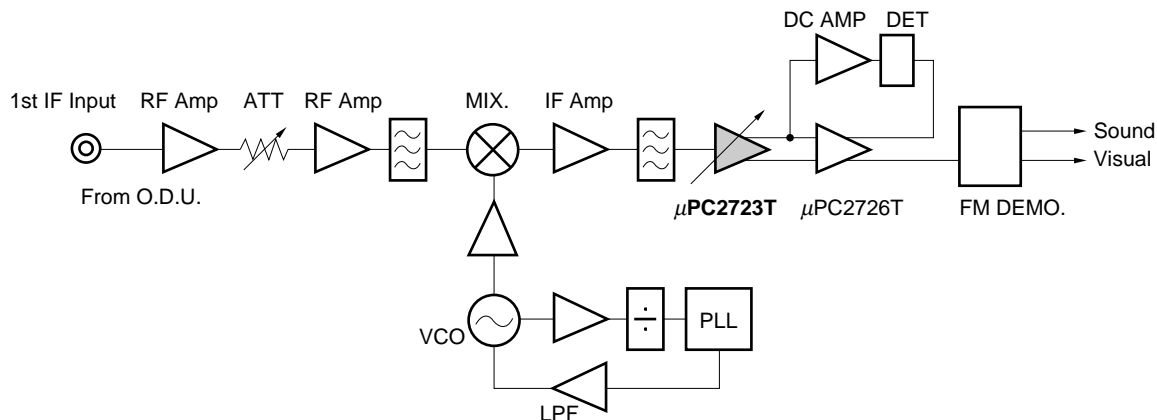 DC AMP DET
1st IF Input RF Amp ATT RF Amp MIX. IF Amp
Sound
Visual
From O.D.U.
µPC2723T µPC2726T FM DEMO.
÷ PLL
VCO
LPF